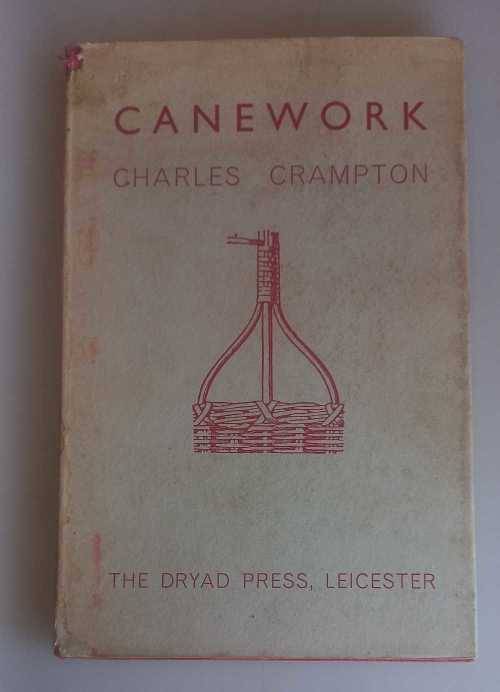 CANEWORK
CHARLES CRAMPTON
THE DRYAD PRESS, LEICESTER